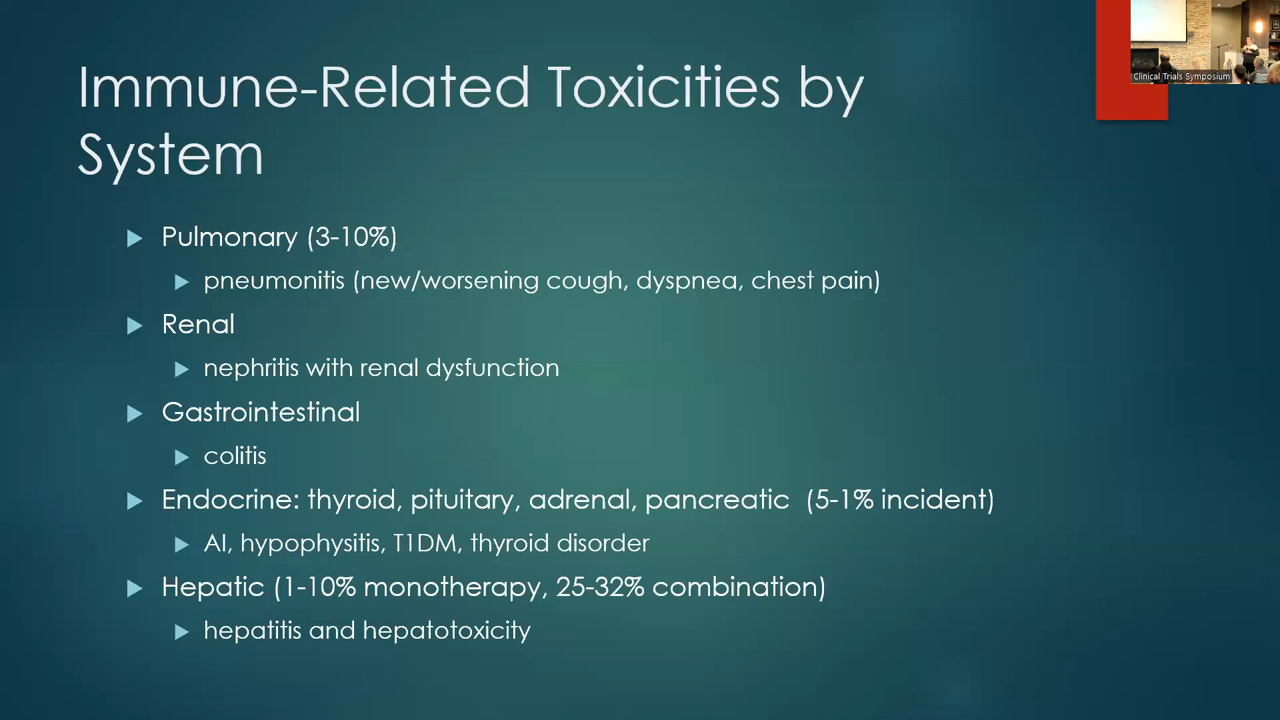 Immune-Related Toxicities by
System
Pulmonary (3-10%)
pneumonitis (new/worsening cough, dyspnea, chest pain)
Renal
nephritis with renal dysfunction
Gastrointestinal
colitis
Endocrine: thyroid, pituitary, adrenal, pancreatic (5-1% incident)
AI, hypophysitis, T1DM, thyroid disorder
Hepatic (1-10% monotherapy, 25-32% combination)
hepatitis and hepatotoxicity
Clinical Trials Symposium